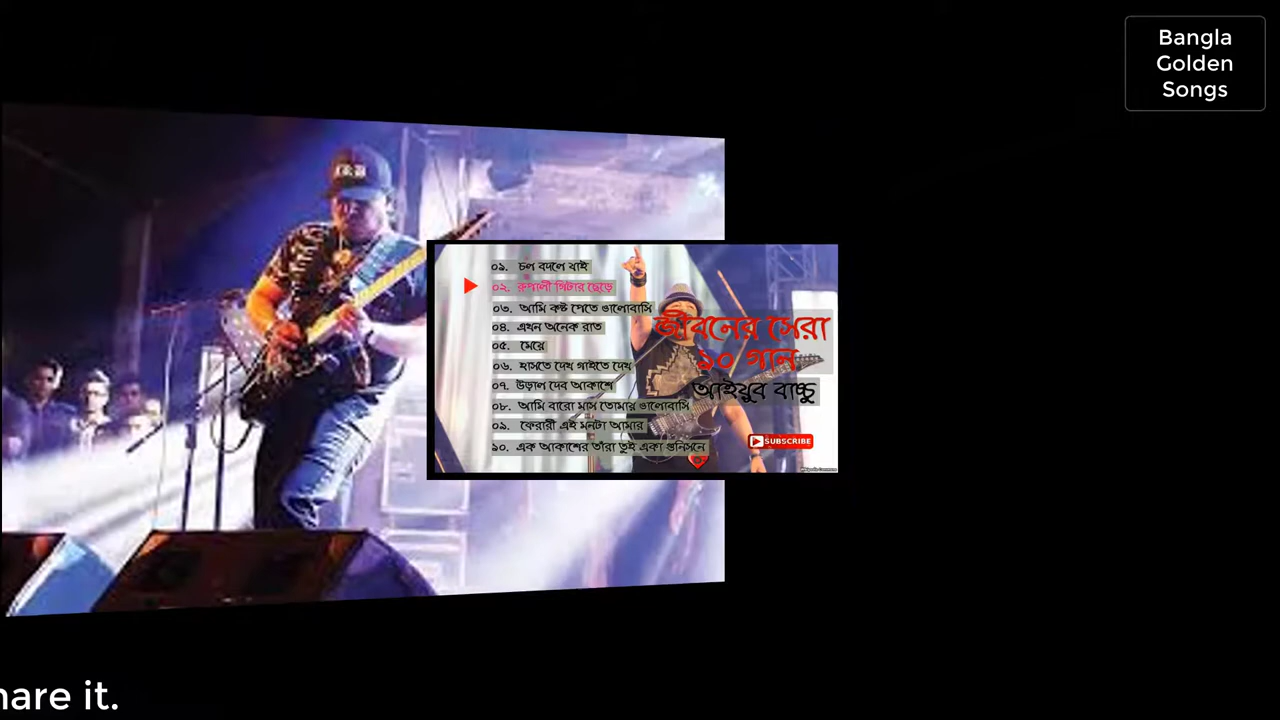 Bangla
Golden
Songs
০১. চল বদলে যাই
০২. রুপালী গিটার ছেড়ে
০৩. আমি কষ্ট পেতে ভালোবাসি
০৪. এখন অনেক রাত
০৫. মেয়ে
০৬. হাসতে দেখ গাইতে দেখ
০৭. উড়াল দেব আকাশে
০৮. আমি বারো মাস তোমায় ভালোবাসি
০৯. ফেরারী এই মনটা আমার
১০. এক আকাশের তাঁরা তুই একা গুনিসনে
জীবনের সেরা
১০ গান
আইয়ুব বাচ্চু
SUBSCRIBE
hare it.